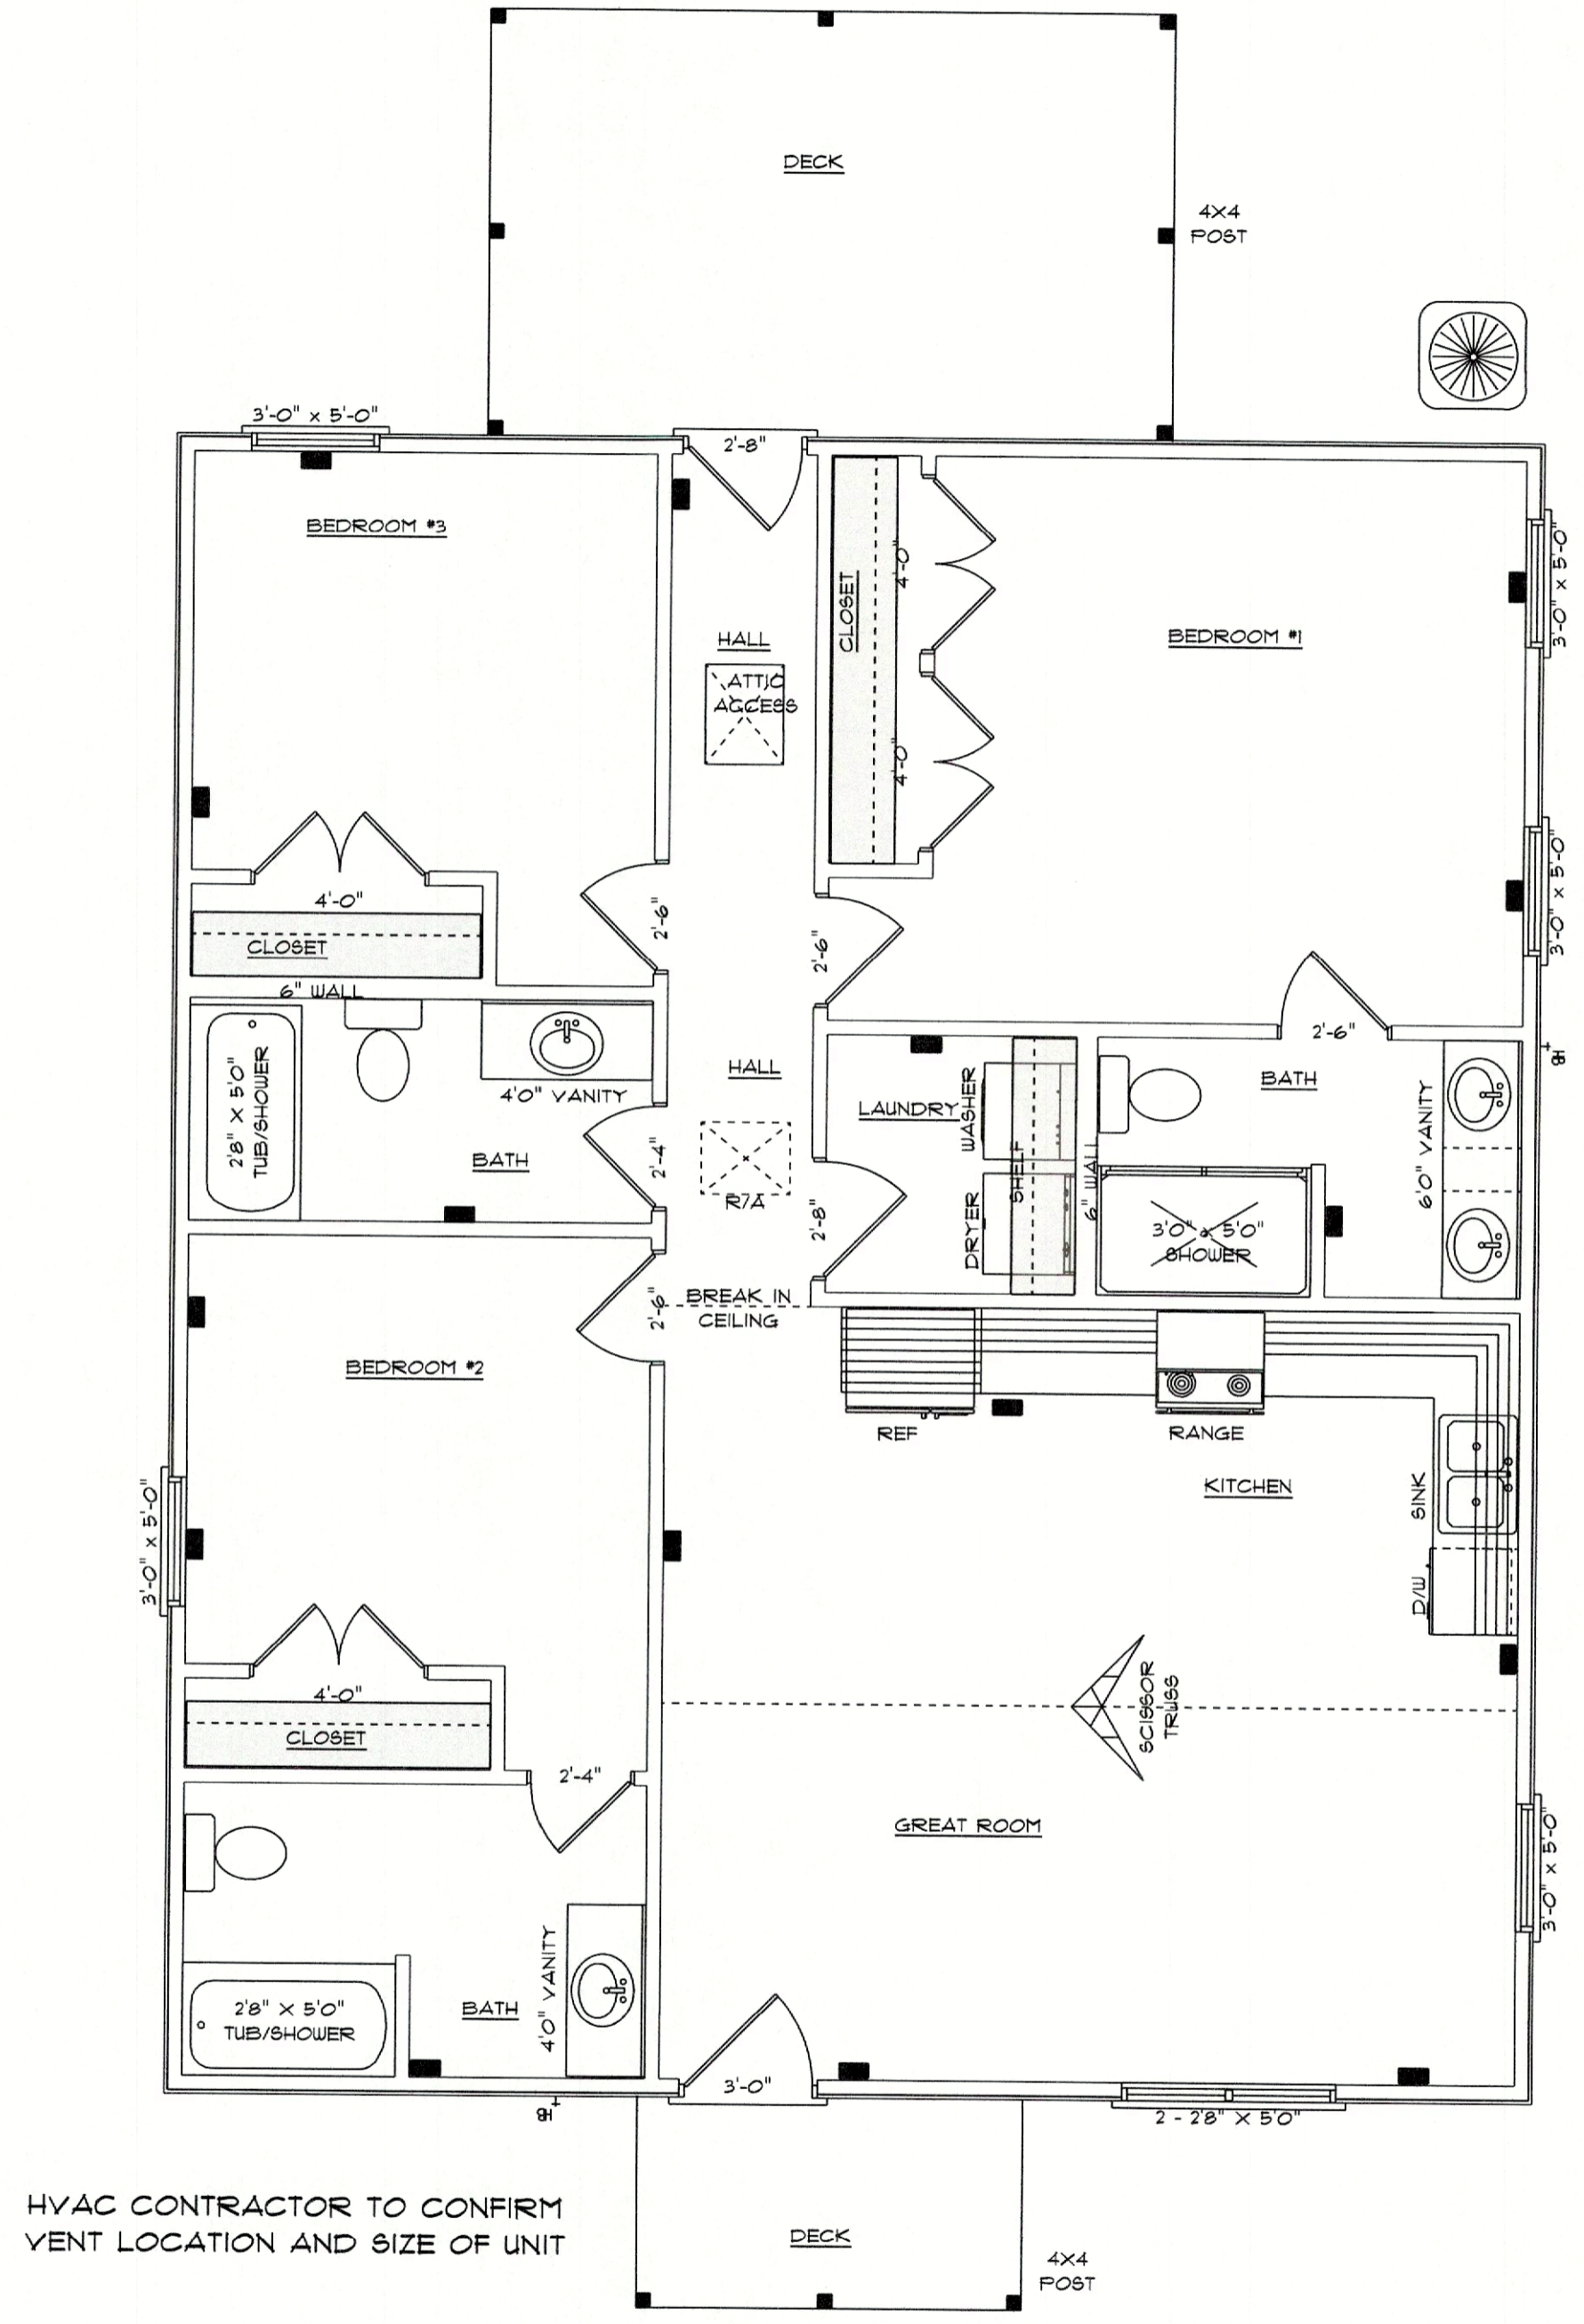 DECK
4X4
POST
3'-0" x 5'-0"
2'-8"
BEDROOM #3
CLOSET
4'-0"
4'-0"
HALL
ATTIC
ACCESS
BEDROOM #1
3'-0" x 5'-0"
3'-0" x 5'-0"
4'-0"
CLOSET
2'-6"
2'-6"
6" WALL
2'8" X 5'0"
TUB/SHOWER
4'0" VANITY
BATH
2'-4"
HALL
R/A
LAUNDRY
WASHER
DRYER
SHELF
2'-8"
6" WALL
2'-6"
BATH
6'0" VANITY
3'0" x 5'0"
SHOWER
HB
2'-6"
BREAK IN
CEILING
BEDROOM #2
REF
RANGE
KITCHEN
SINK
D/W
3'-0" x 5'-0"
4'-0"
CLOSET
2'-4"
SCISSOR
TRUSS
GREAT ROOM
3'-0" x 5'-0"
4'0" VANITY
BATH
2'8" X 5'0"
TUB/SHOWER
3'-0"
2 - 2'8" X 5'0"
HB
HVAC CONTRACTOR TO CONFIRM
VENT LOCATION AND SIZE OF UNIT
DECK
4X4
POST